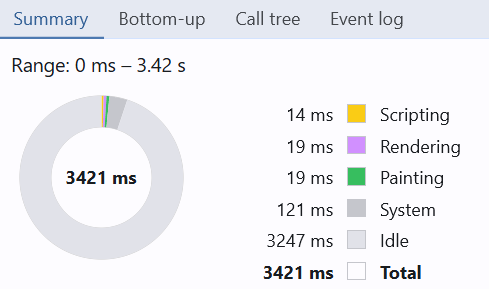 Summary Bottom-up Call tree Event log
Range: 0 ms – 3.42 s
3421 ms
14 ms Scripting
19 ms Rendering
19 ms Painting
121 ms System
3247 ms Idle
3421 ms Total